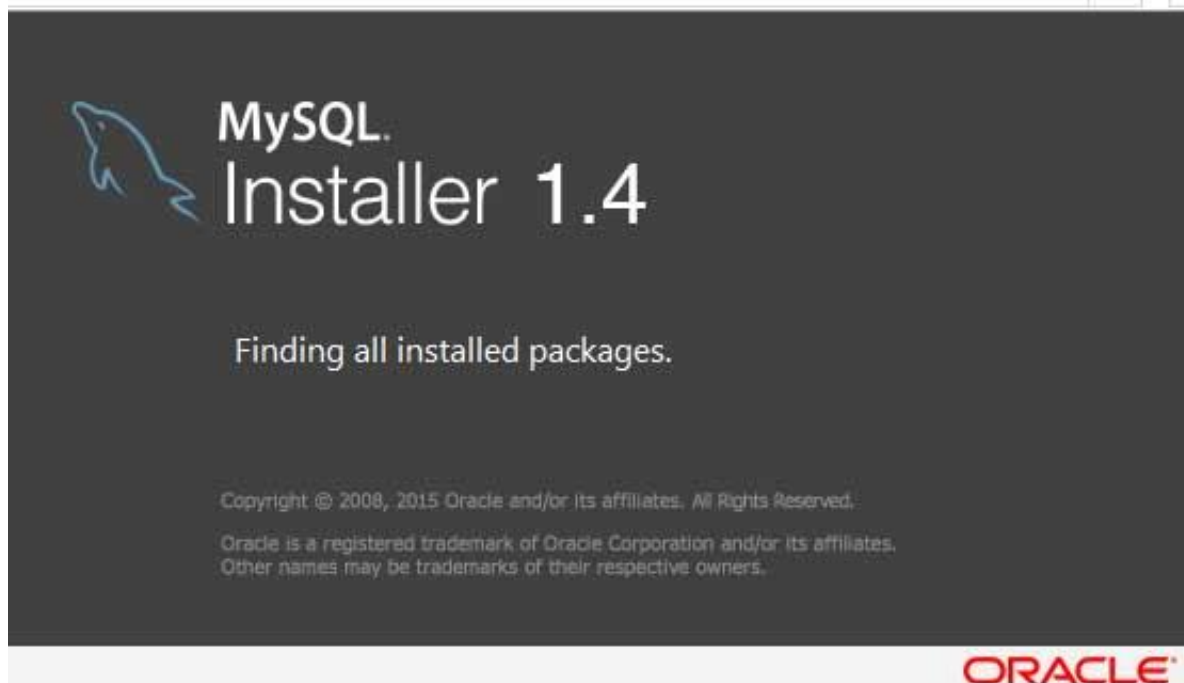 MySQL.
Installer 1.4
Finding all installed packages.
Copyright © 2008, 2015 Oracle and/or its affiliates. All Rights Reserved.
Oracle is a registered trademark of Oracle Corporation and/or its affiliates.
Other names may be trademarks of their respective owners.
ORACLE